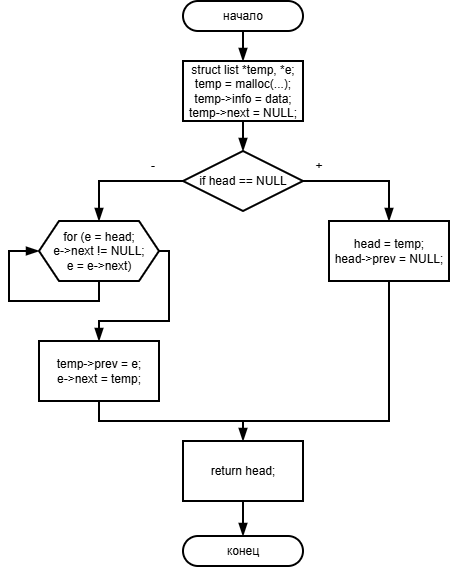 начало
struct list *temp, *e;
temp = malloc(...);
temp->info = data;
temp->next = NULL;
-
+
if head == NULL
for (e = head;
e->next != NULL;
e = e->next)
head = temp;
head->prev = NULL;
temp->prev = e;
e->next = temp;
return head;
конец